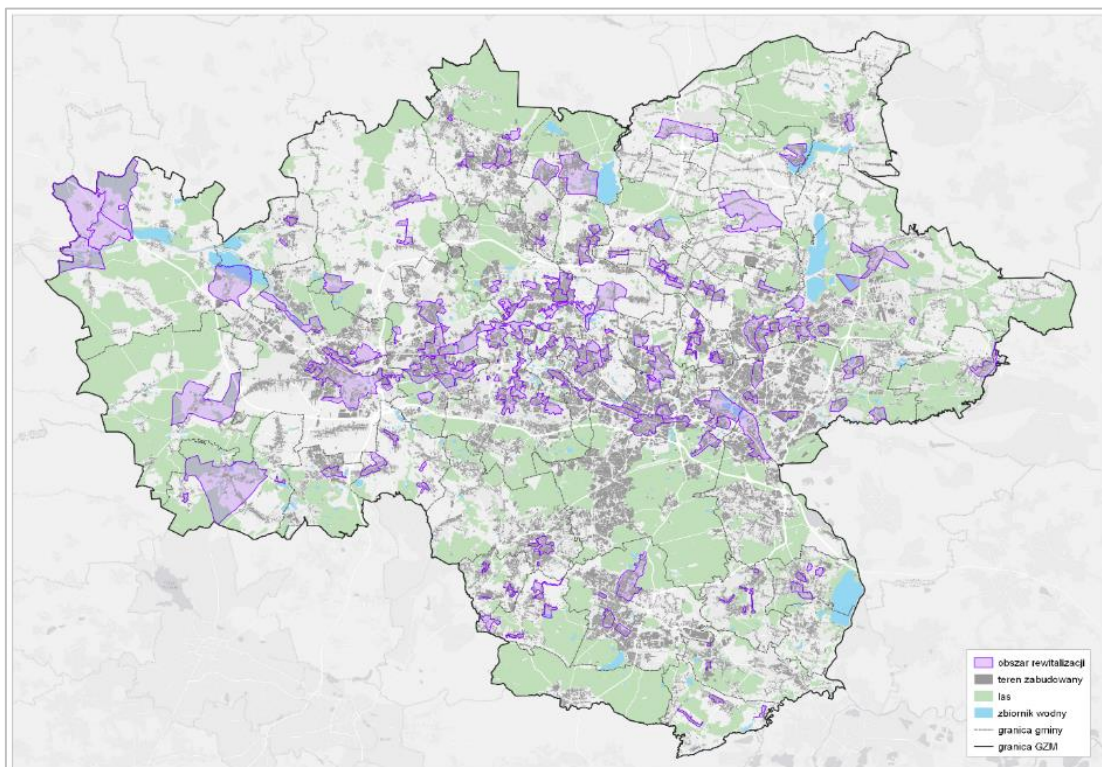 obszar rewitalizacji
teren zabudowany
las
zbiornik wodny
granica gminy
granica GZM